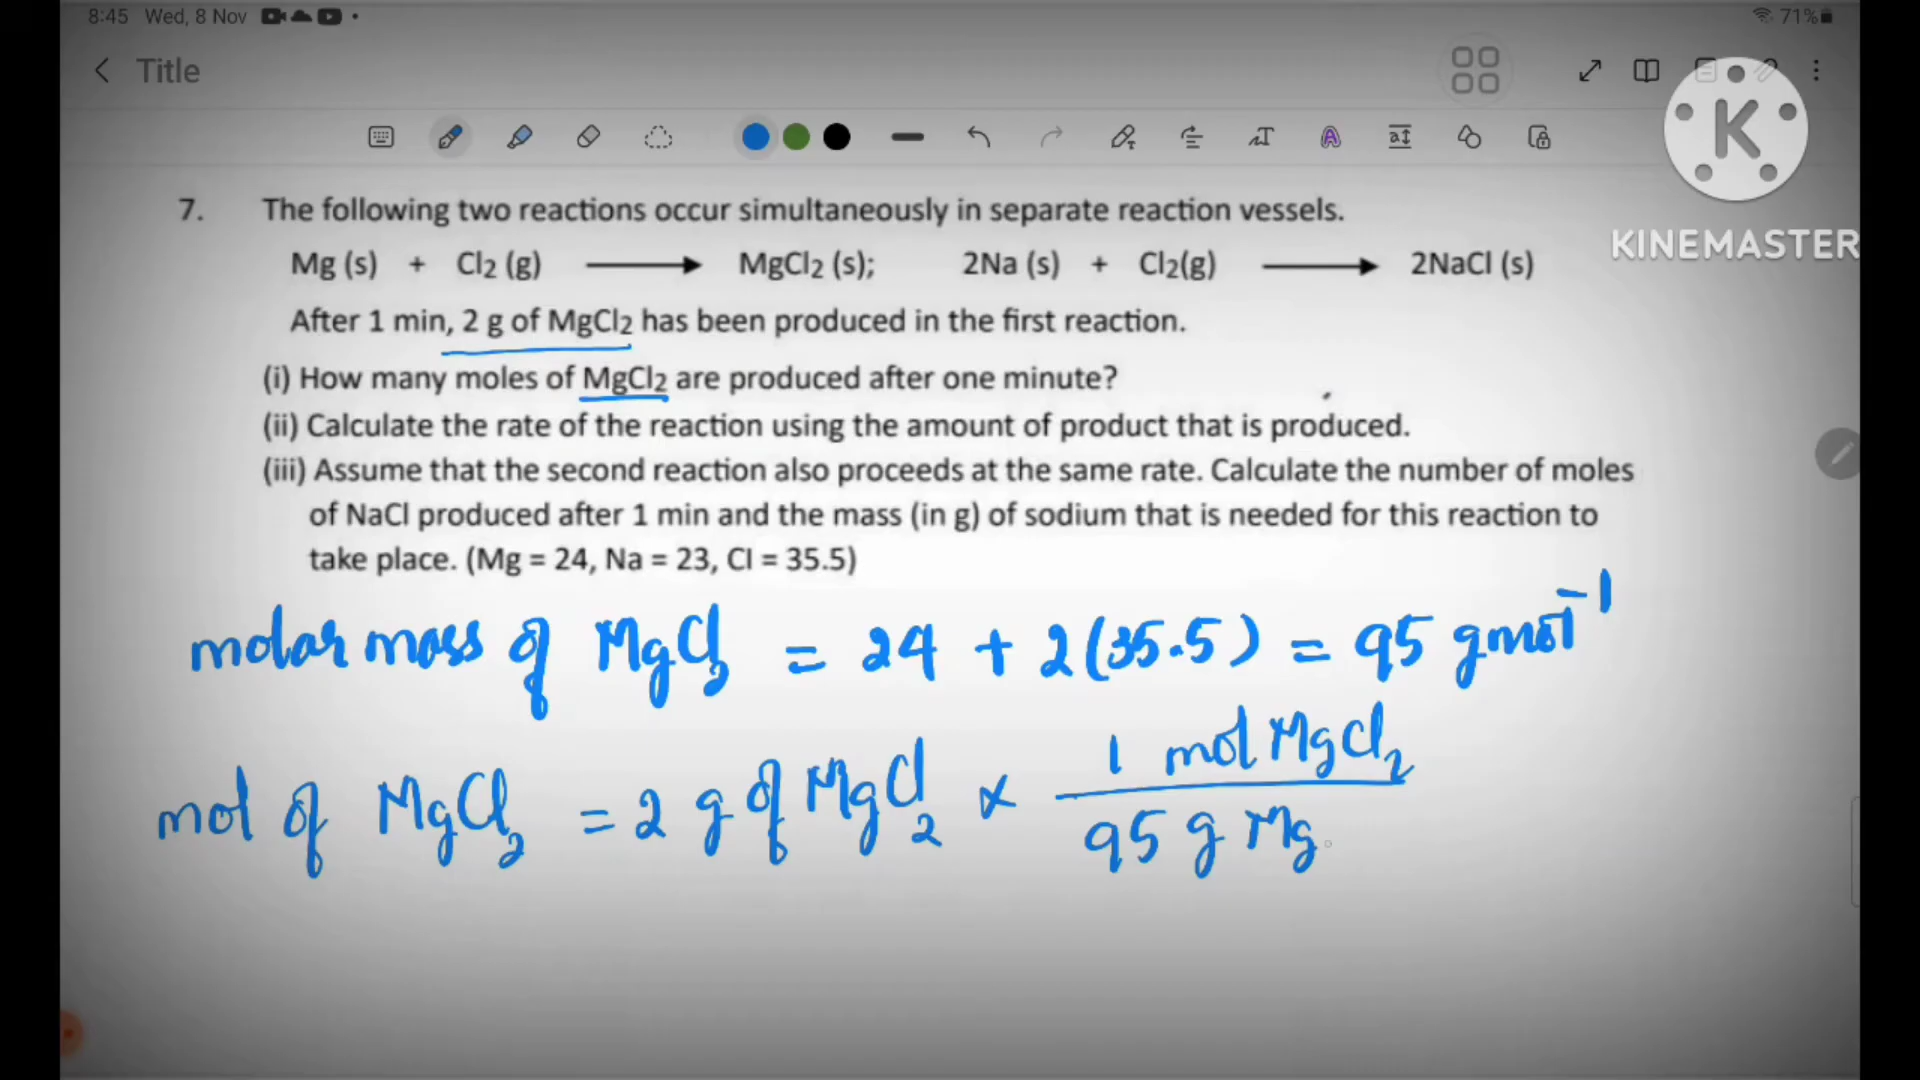 8:45 Wed, 8 Nov
71%
Title
K
KINEMASTER
7. The following two reactions occur simultaneously in separate reaction vessels.
Mg (s) + Cl₂ (g) ⟶ MgCl₂ (s); 2Na (s) + Cl₂(g) ⟶ 2NaCl (s)
After 1 min, 2 g of MgCl₂ has been produced in the first reaction.
(i) How many moles of MgCl₂ are produced after one minute?
(ii) Calculate the rate of the reaction using the amount of product that is produced.
(iii) Assume that the second reaction also proceeds at the same rate. Calculate the number of moles
of NaCl produced after 1 min and the mass (in g) of sodium that is needed for this reaction to
take place. (Mg = 24, Na = 23, Cl = 35.5)
molar mass of MgCl₂ = 24 + 2(35.5) = 95 gmol⁻¹
mol of MgCl₂ = 2 g of MgCl₂ × 1 mol MgCl₂
95 g Mg